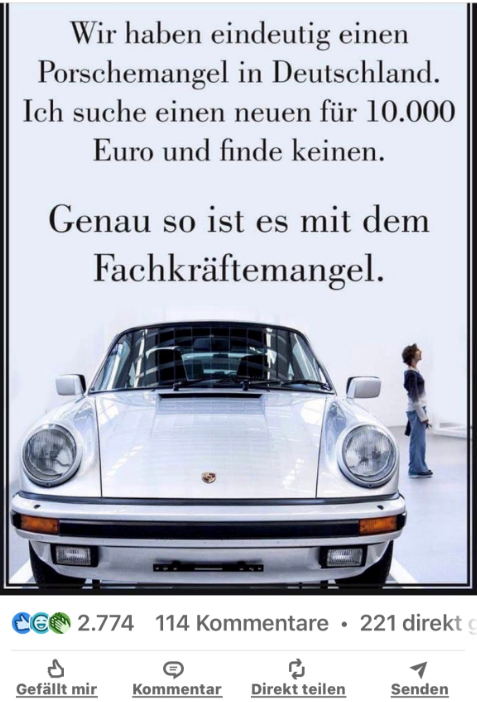 Wir haben eindeutig einen
Porschemangel in Deutschland.
Ich suche einen neuen für 10.000
Euro und finde keinen.
Genau so ist es mit dem
Fachkräftemangel.
2.774 114 Kommentare • 221 direkt
Gefällt mir Kommentar Direkt teilen Senden